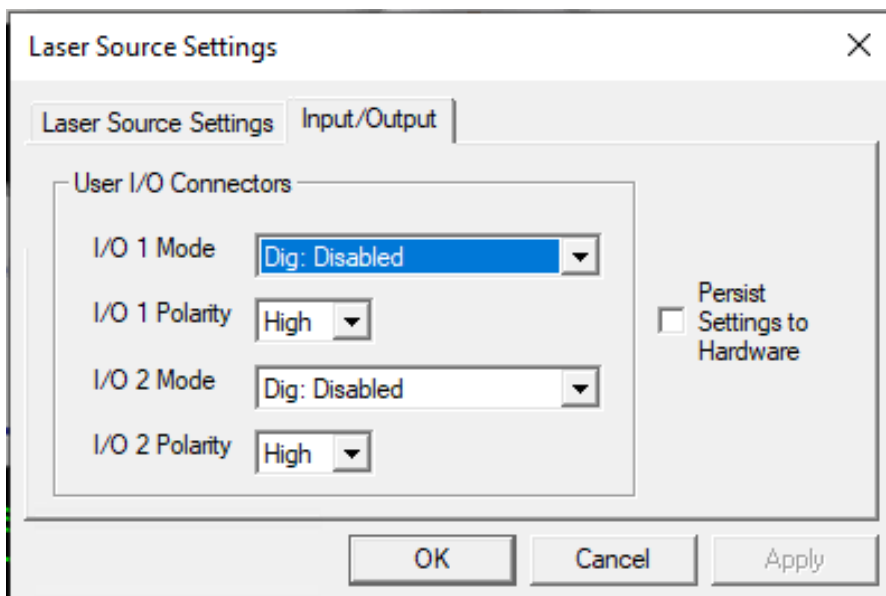 Laser Source Settings
Laser Source Settings Input/Output
User I/O Connectors
I/O 1 Mode Dig: Disabled
I/O 1 Polarity High
I/O 2 Mode Dig: Disabled
I/O 2 Polarity High
Persist
Settings to
Hardware
OK Cancel Apply